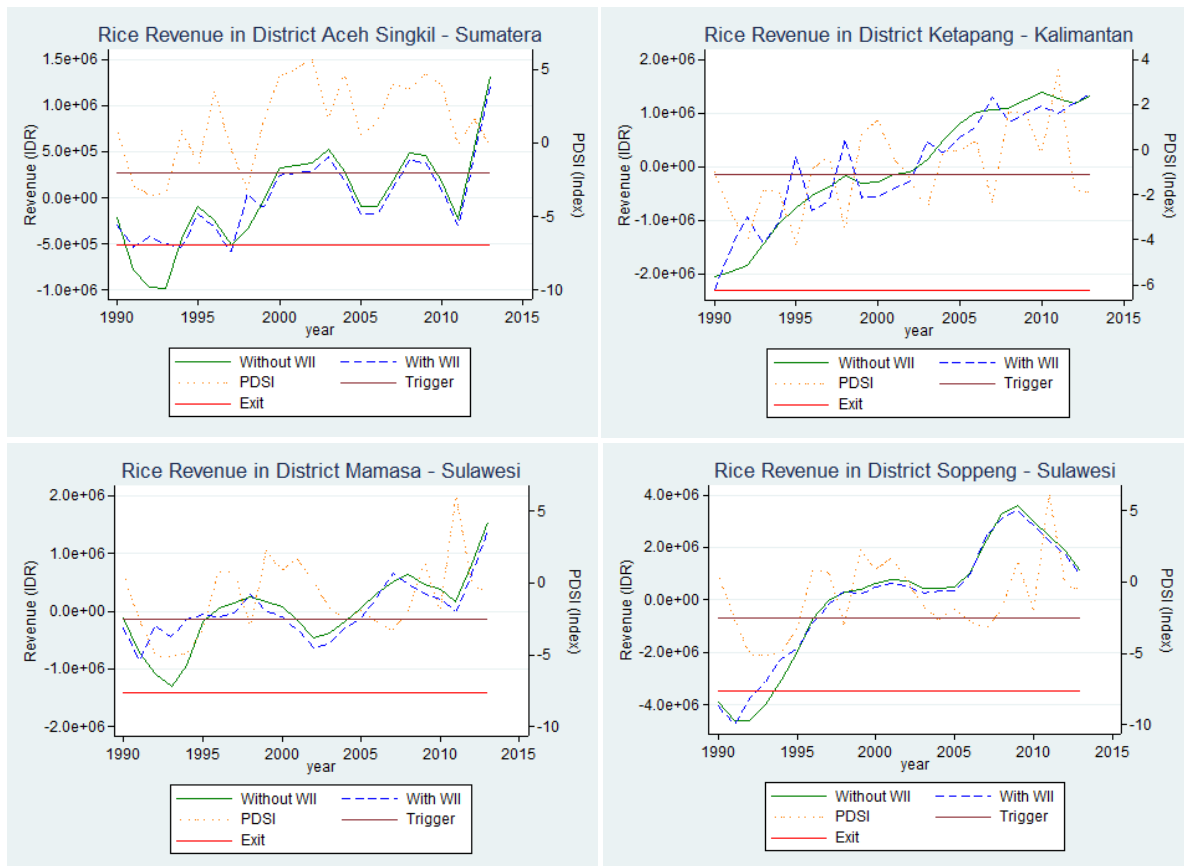 Rice Revenue in District Aceh Singkil - Sumatera
Revenue (IDR)
1.5e+06
1.0e+06
5.0e+05
0.0e+00
-5.0e+05
-1.0e+06
5
0
-5
-10
PDSI (Index)
1990 1995 2000 2005 2010 2015
year
Without WII With WII
PDSI Trigger
Exit
Rice Revenue in District Ketapang - Kalimantan
Revenue (IDR)
2.0e+06
1.0e+06
0.0e+00
-1.0e+06
-2.0e+06
4
2
0
-2
-4
-6
PDSI (Index)
1990 1995 2000 2005 2010 2015
year
Without WII With WII
PDSI Trigger
Exit
Rice Revenue in District Mamasa - Sulawesi
Revenue (IDR)
2.0e+06
1.0e+06
0.0e+00
-1.0e+06
-2.0e+06
5
0
-5
-10
PDSI (Index)
1990 1995 2000 2005 2010 2015
year
Without WII With WII
PDSI Trigger
Exit
Rice Revenue in District Soppeng - Sulawesi
Revenue (IDR)
4.0e+06
2.0e+06
0.0e+00
-2.0e+06
-4.0e+06
5
0
-5
-10
PDSI (Index)
1990 1995 2000 2005 2010 2015
year
Without WII With WII
PDSI Trigger
Exit